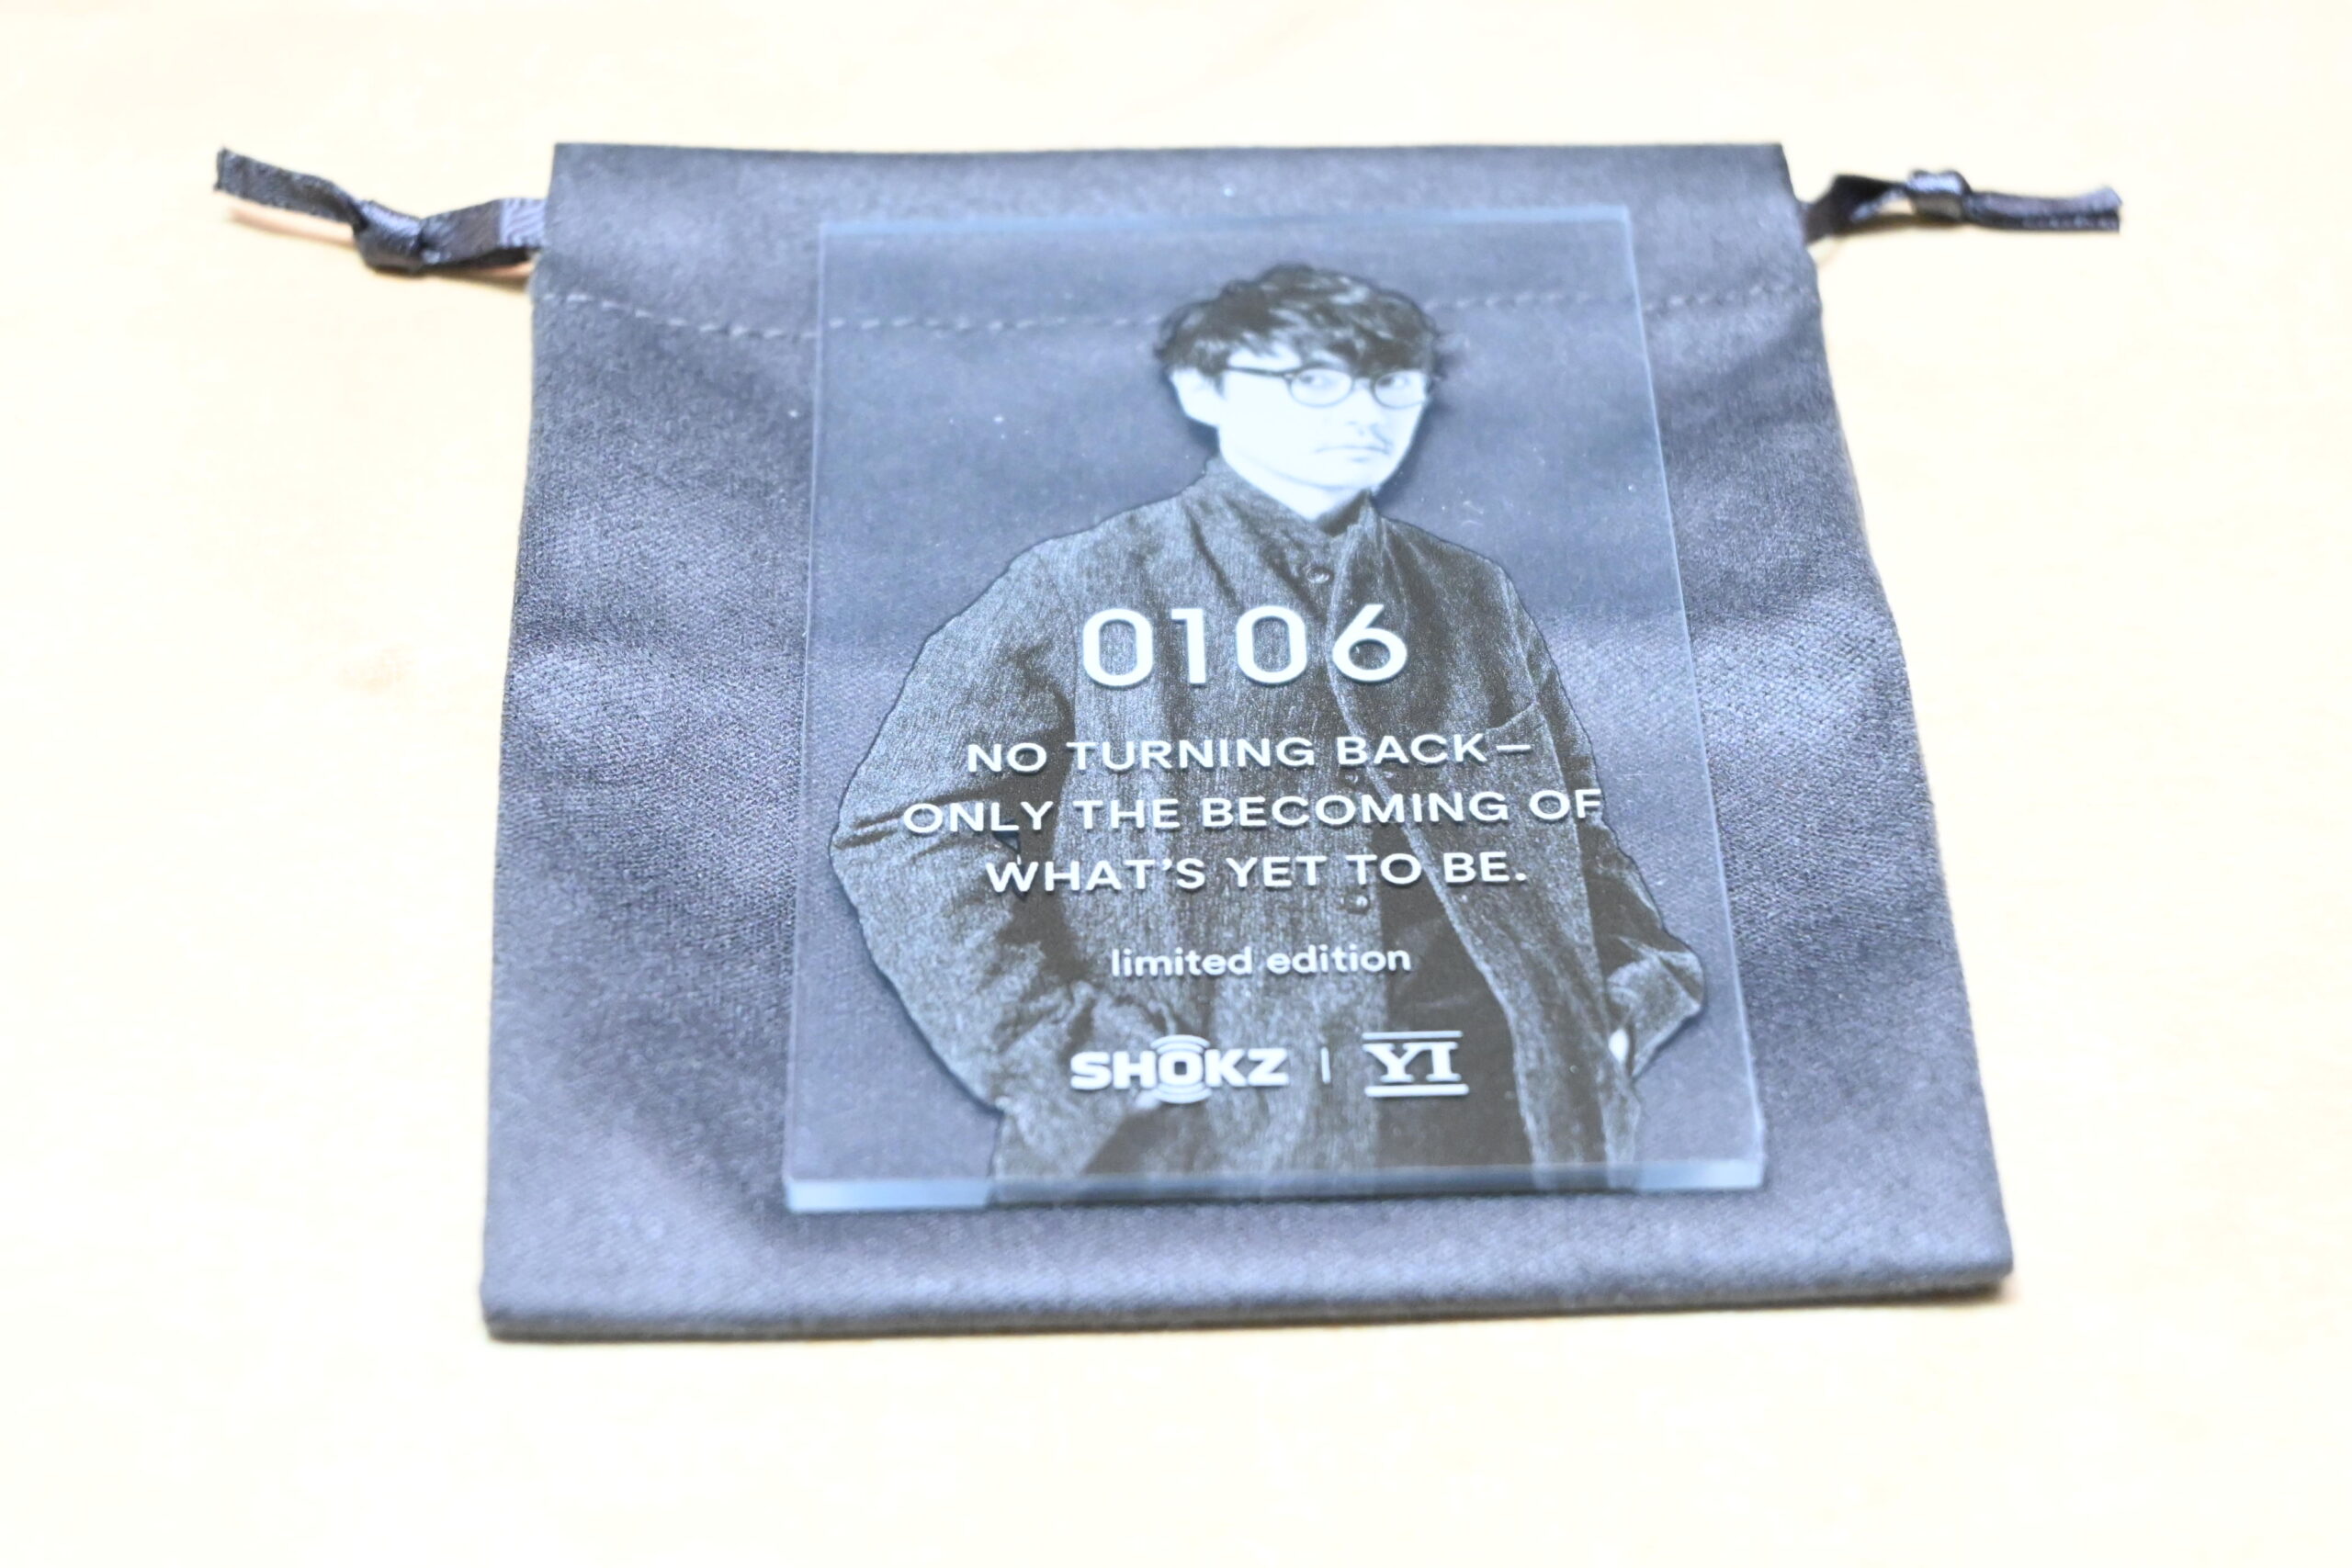 0106
NO TURNING BACK—
ONLY THE BECOMING OF
WHAT'S YET TO BE.
limited edition
SHOKZ | YI